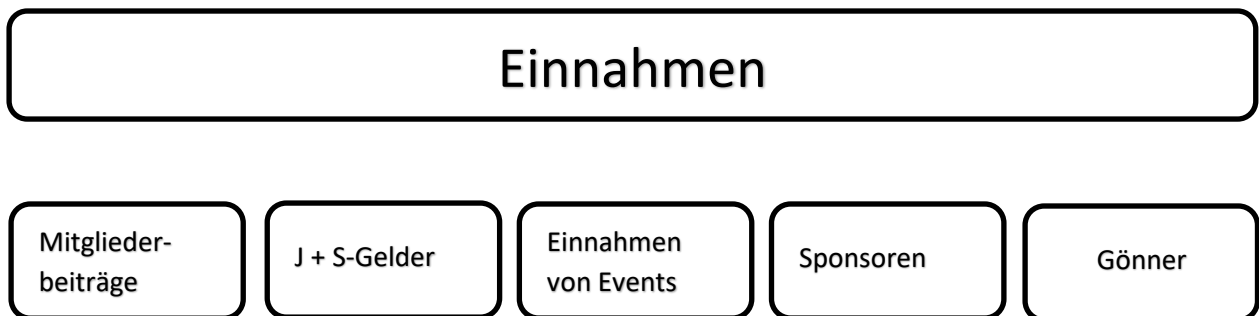 Einnahmen
Mitglieder-
beiträge
J + S-Gelder
Einnahmen
von Events
Sponsoren
Gönner